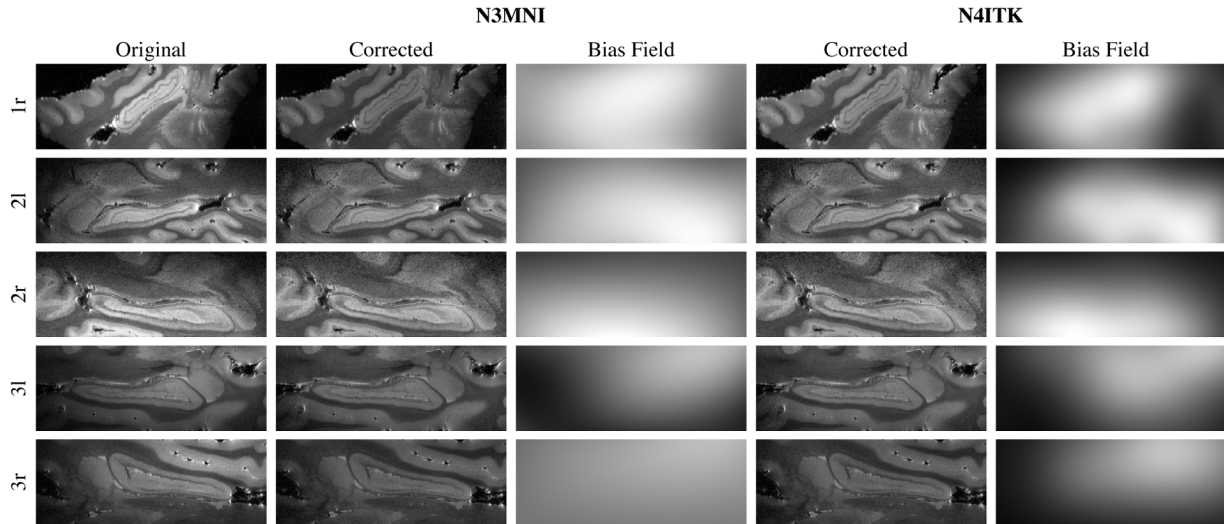 N3MNI N4ITK
Original Corrected Bias Field Corrected Bias Field
1r
2l
2r
3l
3r